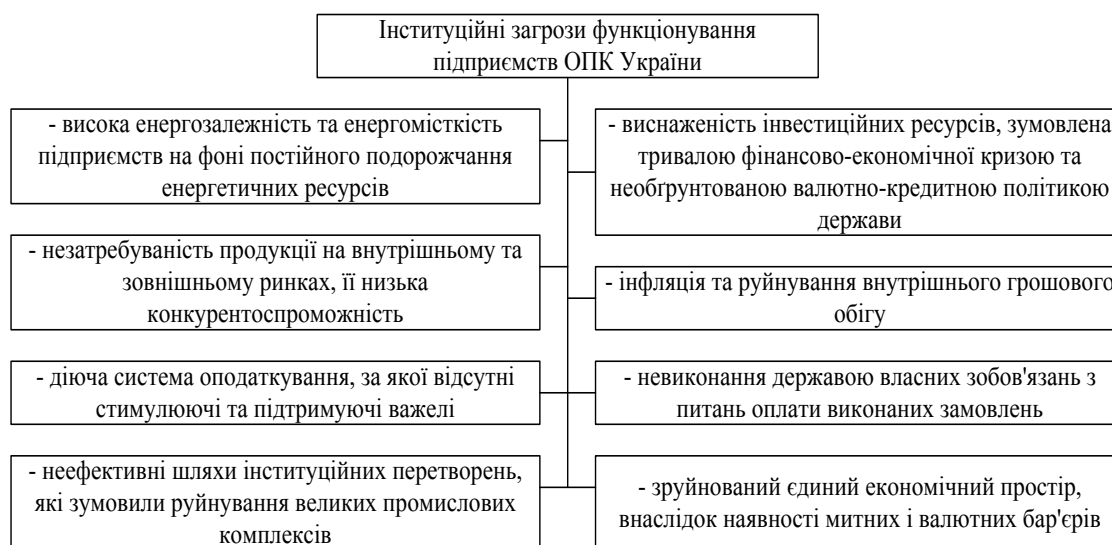 Інституційні загрози функціонування
підприємств ОПК України
- висока енергозалежність та енергомісткість
підприємств на фоні постійного подорожчання
енергетичних ресурсів
- виснаженість інвестиційних ресурсів, зумовлена
тривалою фінансово-економічної кризою та
необґрунтованою валютно-кредитною політикою
держави
- незатребуваність продукції на внутрішньому та
зовнішньому ринках, її низька
конкурентоспроможність
- інфляція та руйнування внутрішнього грошового
обігу
- діюча система оподаткування, за якої відсутні
стимулюючі та підтримуючі важелі
- невиконання державою власних зобов'язань з
питань оплати виконаних замовлень
- неефективні шляхи інституційних перетворень,
які зумовили руйнування великих промислових
комплексів
- зруйнований єдиний економічний простір,
внаслідок наявності митних і валютних бар'єрів